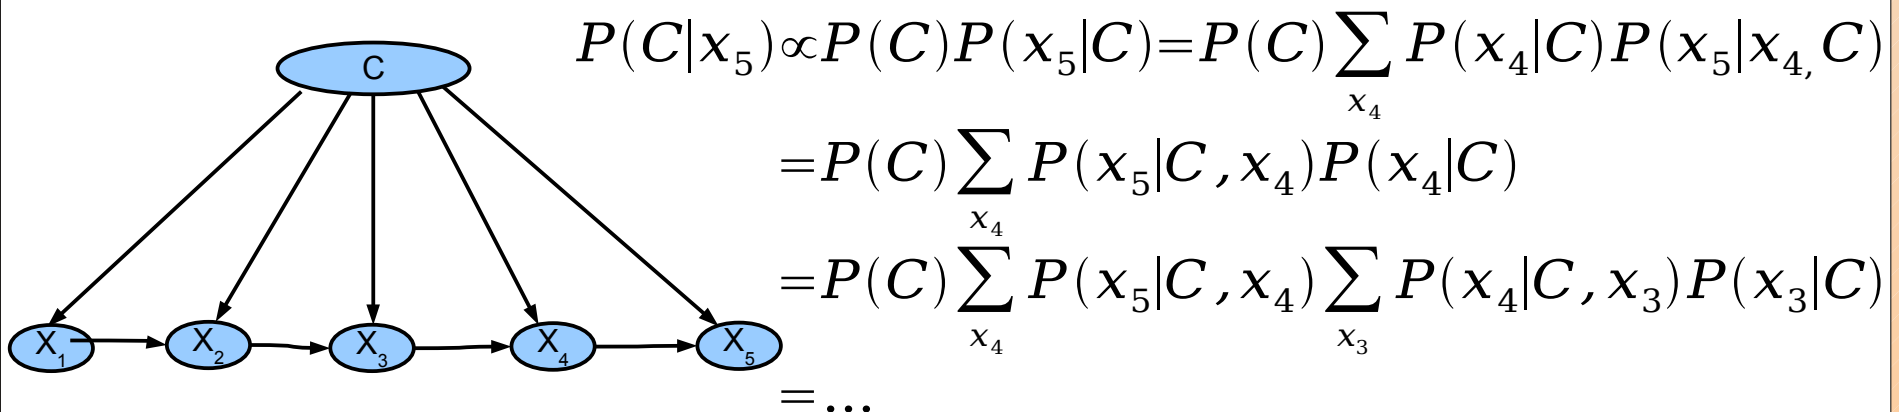 P(C|x₅)∝P(C)P(x₅|C)=P(C)∑P(x₄|C)P(x₅|x₄,C)
x₄
=P(C)∑P(x₅|C,x₄)P(x₄|C)
x₄
=P(C)∑P(x₅|C,x₄)∑P(x₄|C,x₃)P(x₃|C)
x₄ x₃
=...
C
X₁ X₂ X₃ X₄ X₅